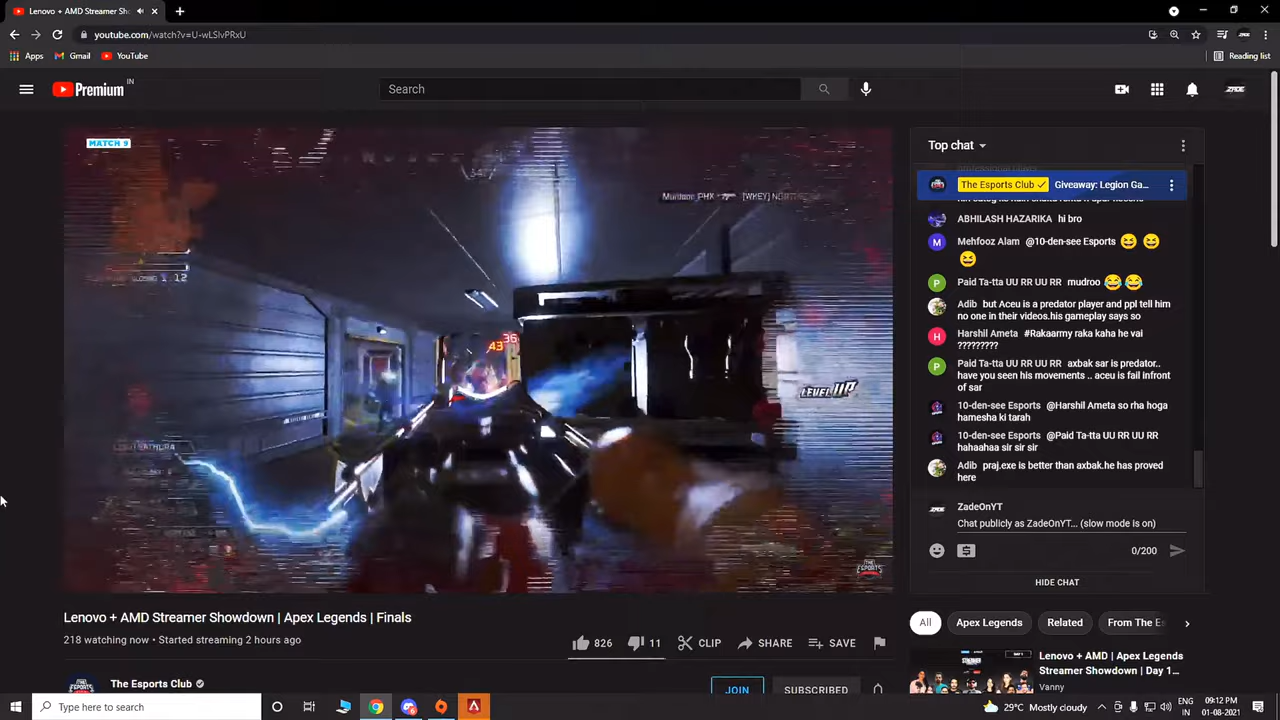 Lenovo + AMD Streamer Sho
youtube.com/watch?v=U-wLSlvPRxU
Apps
Gmail
YouTube
Reading list
Premium
IN
Search
ZADE
MATCH 9
Murdoc_PHX
[WKEY]
12
36
43
LEVEL UP
THE ESPORTS CLUB
Top chat
The Esports Club
Giveaway: Legion Ga...
ABHILASH HAZARIKA hi bro
Mehfooz Alam @10-den-see Esports 😆 😆
😆
Paid Ta-tta UU RR UU RR mudroo 😂 😂
Adib but Aceu is a predator player and ppl tell him
no one in their videos.his gameplay says so
Harshil Ameta #Rakaarmy raka kaha he vai
?????????
Paid Ta-tta UU RR UU RR axbak sar is predator..
have you seen his movements .. aceu is fail infront
of sar
10-den-see Esports @Harshil Ameta so rha hoga
hamesha ki tarah
10-den-see Esports @Paid Ta-tta UU RR UU RR
hahaahaa sir sir sir
Adib praj.exe is better than axbak.he has proved
here
ZadeOnYT
Chat publicly as ZadeOnYT... (slow mode is on)
0/200
HIDE CHAT
Lenovo + AMD Streamer Showdown | Apex Legends | Finals
218 watching now • Started streaming 2 hours ago
826
11
CLIP
SHARE
SAVE
The Esports Club
JOIN
SUBSCRIBED
All
Apex Legends
Related
From The Es
Lenovo + AMD | Apex Legends
Streamer Showdown | Day 1...
Vanny
Type here to search
29°C Mostly cloudy
ENG
IN
09:12 PM
01-08-2021